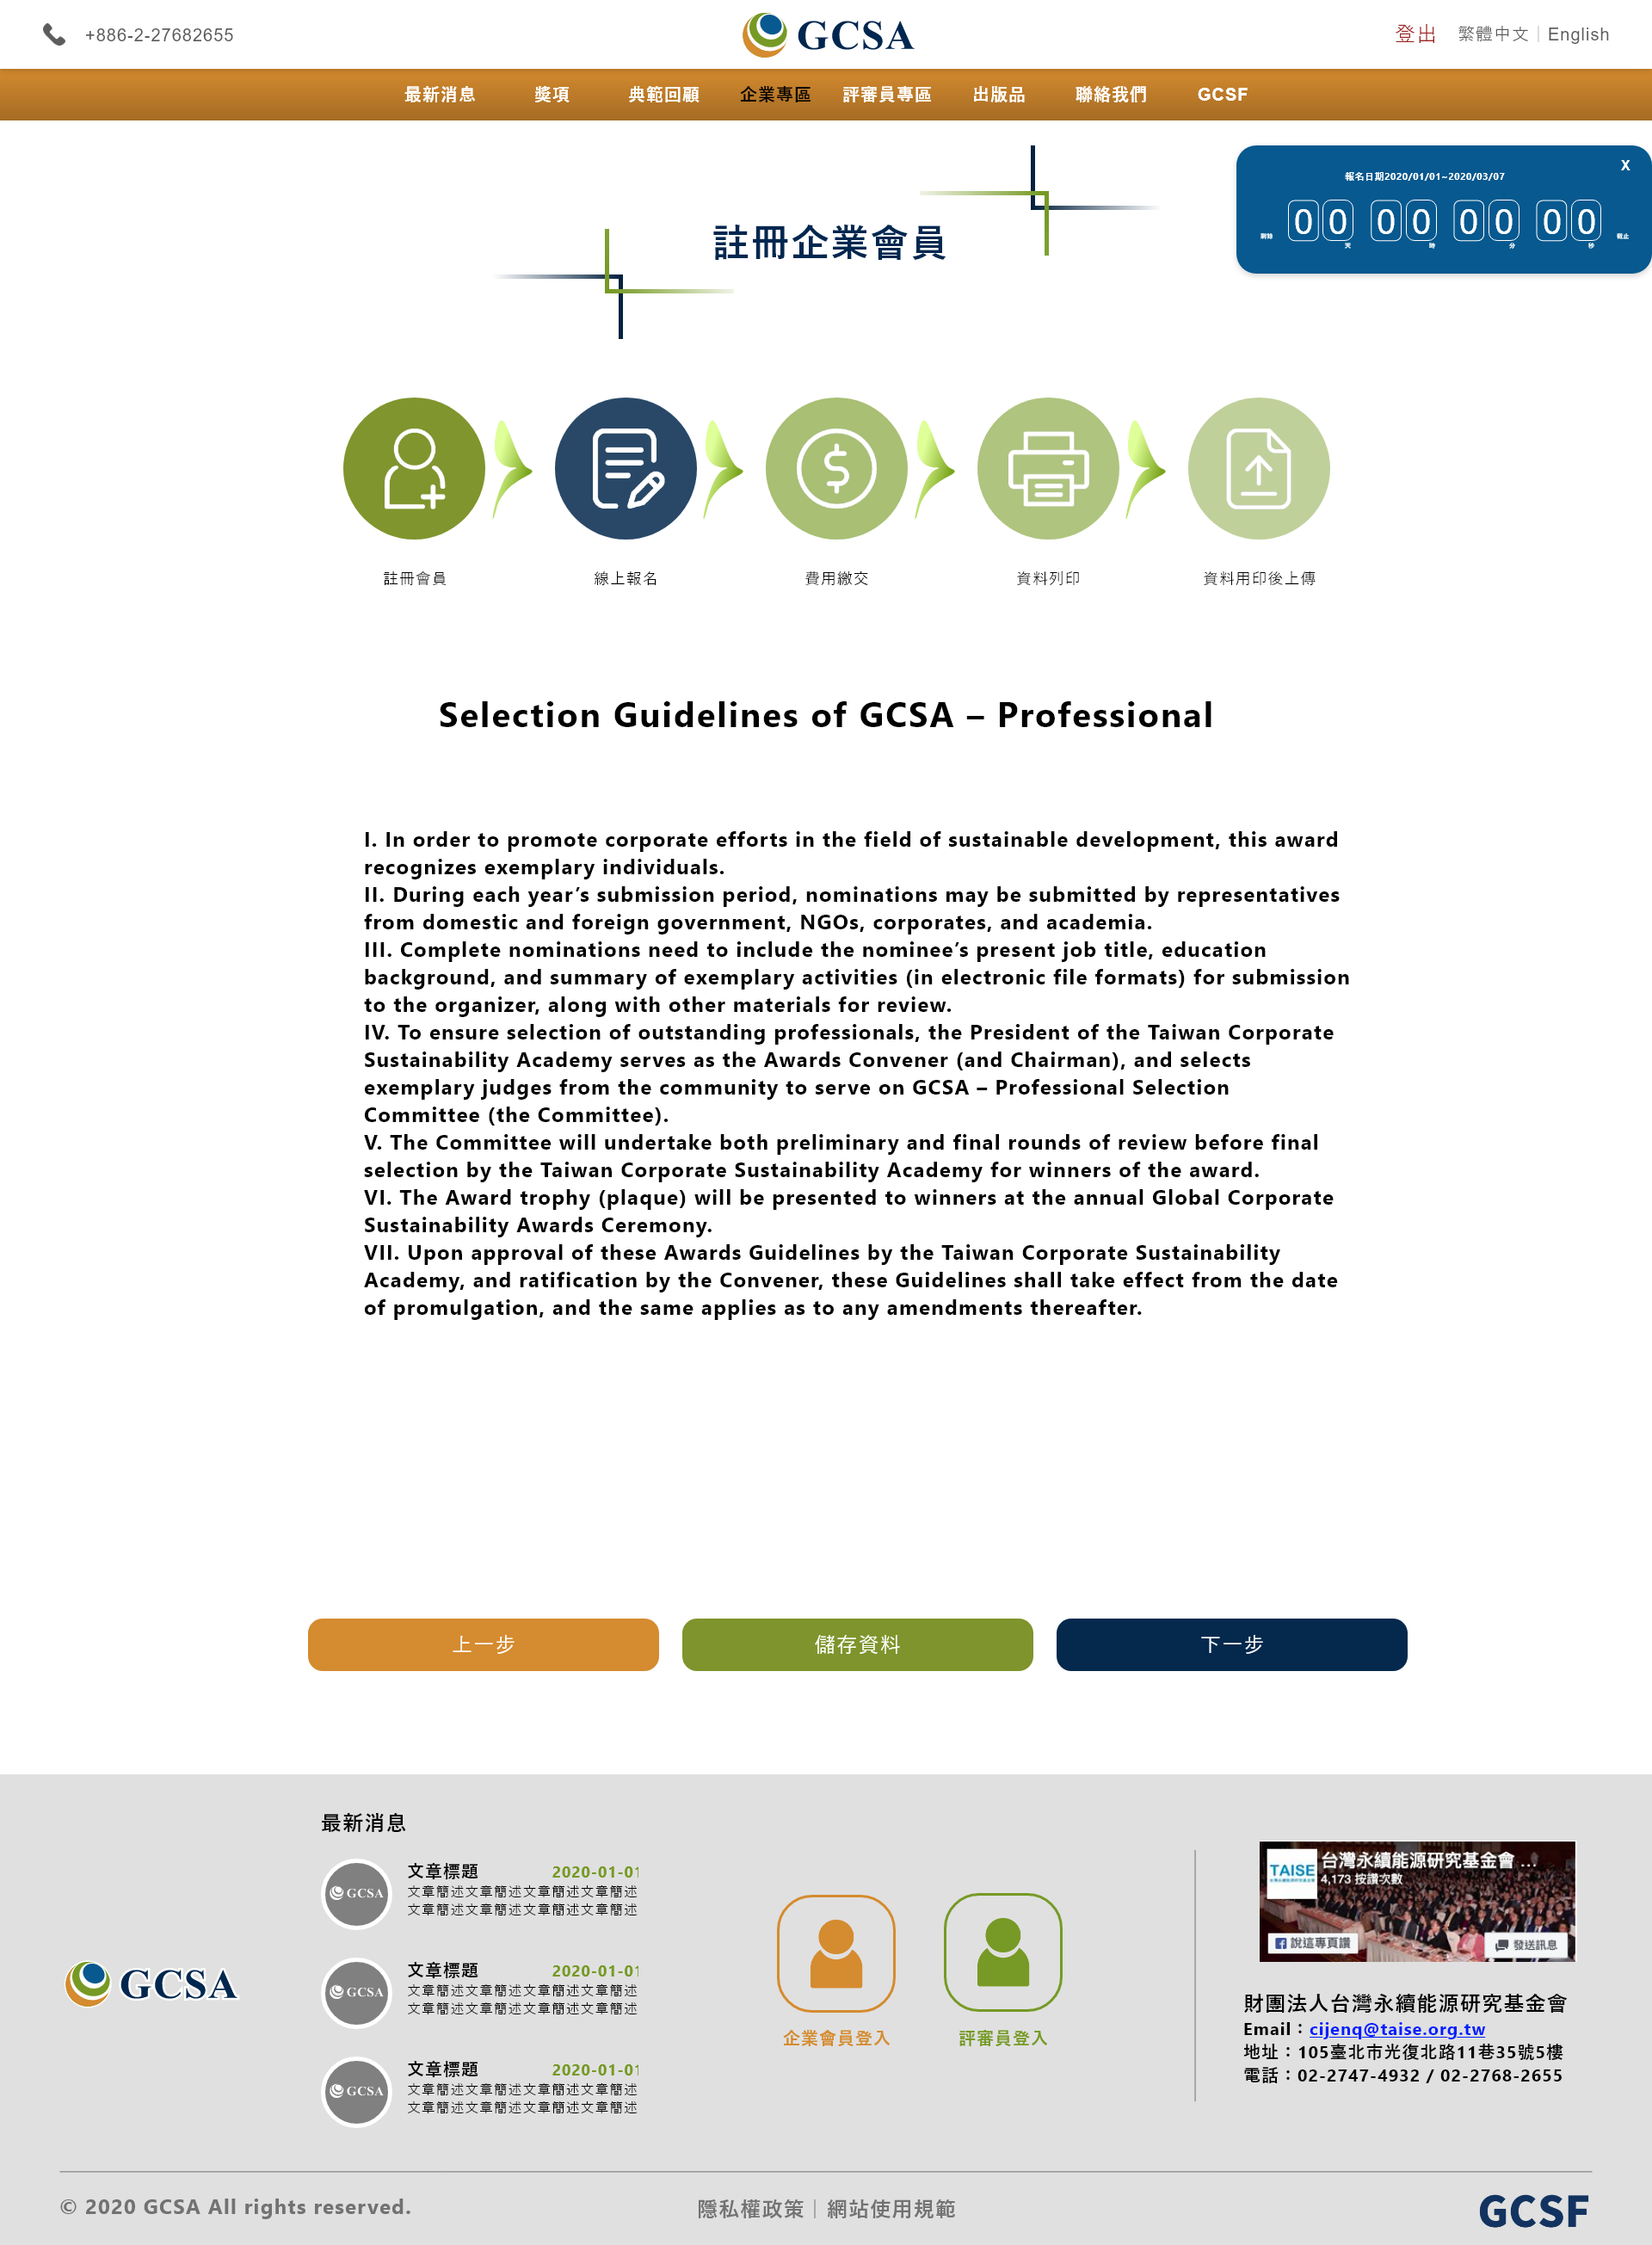 +886-2-27682655
GCSA
登出 繁體中文 | English
最新消息 獎項 典範回顧 企業專區 評審員專區 出版品 聯絡我們 GCSF
X
報名日期2020/01/01~2020/03/07
剩餘 00 天 00 時 00 分 00 秒 截止
註冊企業會員
註冊會員 線上報名 費用繳交 資料列印 資料用印後上傳
Selection Guidelines of GCSA – Professional
I. In order to promote corporate efforts in the field of sustainable development, this award
recognizes exemplary individuals.
II. During each year’s submission period, nominations may be submitted by representatives
from domestic and foreign government, NGOs, corporates, and academia.
III. Complete nominations need to include the nominee’s present job title, education
background, and summary of exemplary activities (in electronic file formats) for submission
to the organizer, along with other materials for review.
IV. To ensure selection of outstanding professionals, the President of the Taiwan Corporate
Sustainability Academy serves as the Awards Convener (and Chairman), and selects
exemplary judges from the community to serve on GCSA – Professional Selection
Committee (the Committee).
V. The Committee will undertake both preliminary and final rounds of review before final
selection by the Taiwan Corporate Sustainability Academy for winners of the award.
VI. The Award trophy (plaque) will be presented to winners at the annual Global Corporate
Sustainability Awards Ceremony.
VII. Upon approval of these Awards Guidelines by the Taiwan Corporate Sustainability
Academy, and ratification by the Convener, these Guidelines shall take effect from the date
of promulgation, and the same applies as to any amendments thereafter.
上一步 儲存資料 下一步
GCSA
最新消息
GCSA
文章標題 2020-01-01
文章簡述文章簡述文章簡述文章簡述
文章簡述文章簡述文章簡述文章簡述
GCSA
文章標題 2020-01-01
文章簡述文章簡述文章簡述文章簡述
文章簡述文章簡述文章簡述文章簡述
GCSA
文章標題 2020-01-01
文章簡述文章簡述文章簡述文章簡述
文章簡述文章簡述文章簡述文章簡述
企業會員登入 評審員登入
TAISE
台灣永續能源研究基金會 ...
4,173 按讚次數
說這專頁讚 發送訊息
財團法人台灣永續能源研究基金會
Email：cijenq@taise.org.tw
地址：105臺北市光復北路11巷35號5樓
電話：02-2747-4932 / 02-2768-2655
© 2020 GCSA All rights reserved.
隱私權政策 | 網站使用規範
GCSF